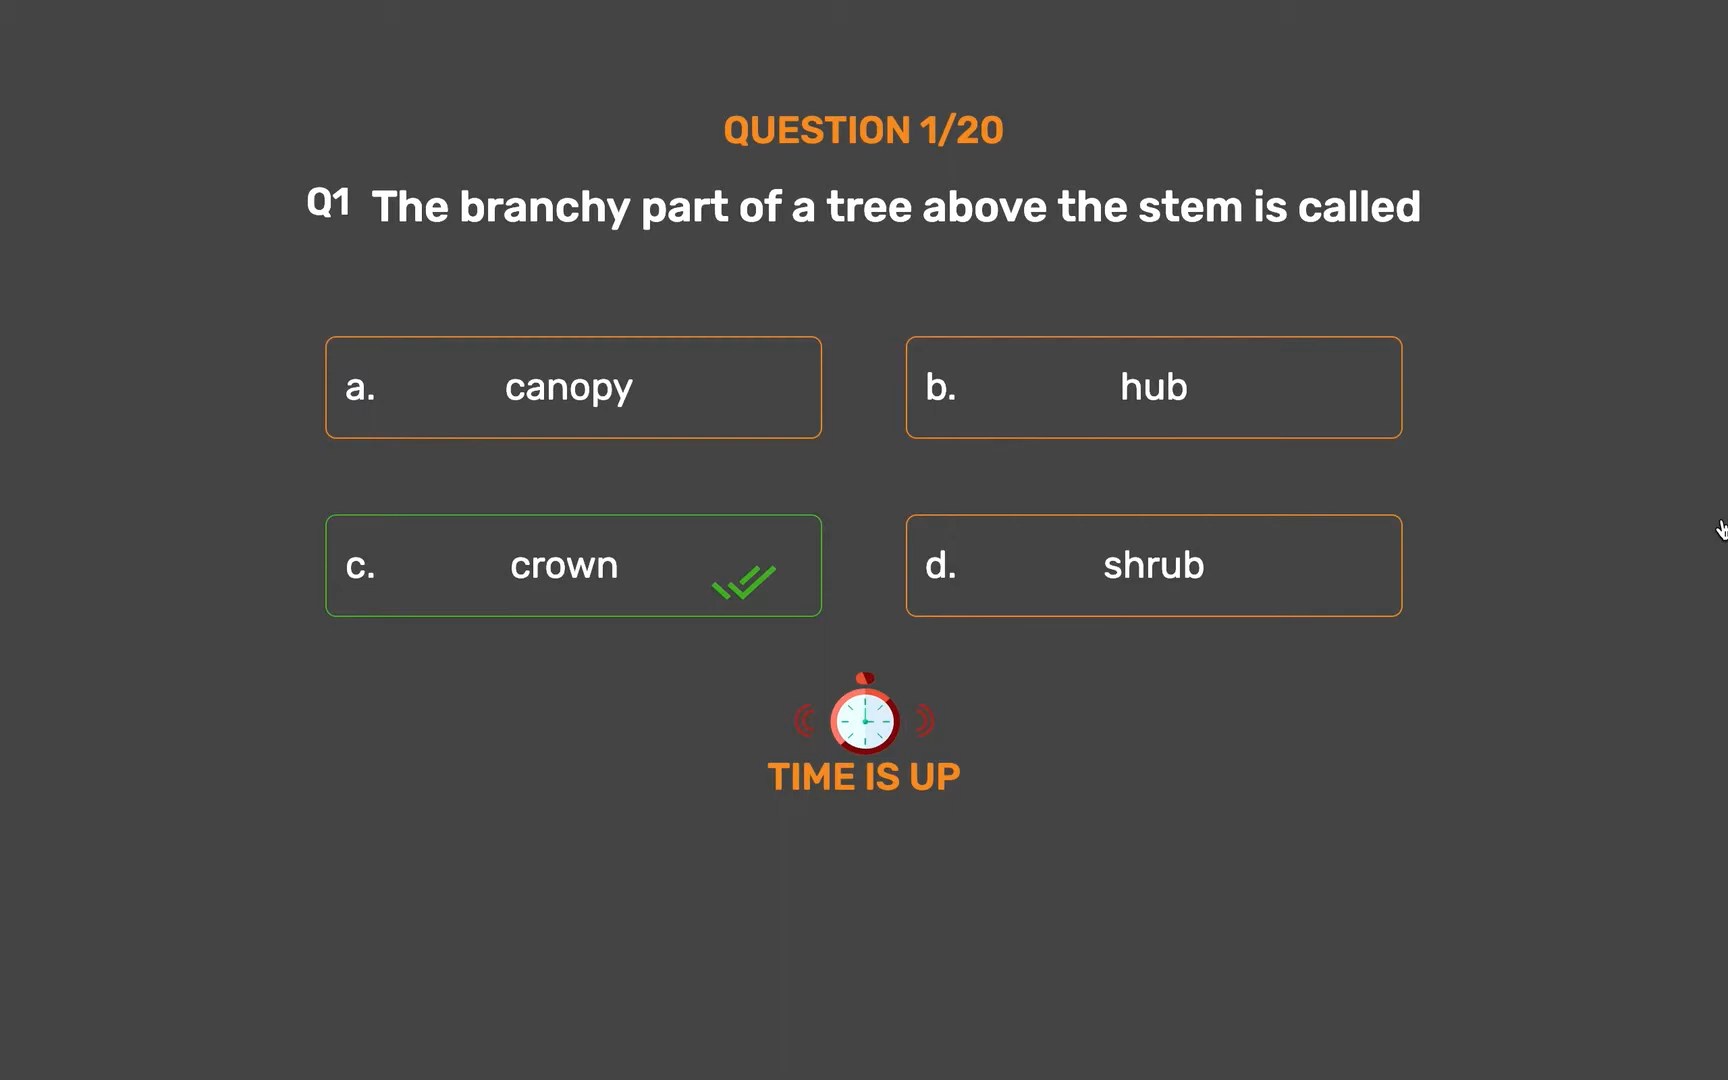 QUESTION 1/20
Q1 The branchy part of a tree above the stem is called
a. canopy
b. hub
c. crown
d. shrub
TIME IS UP